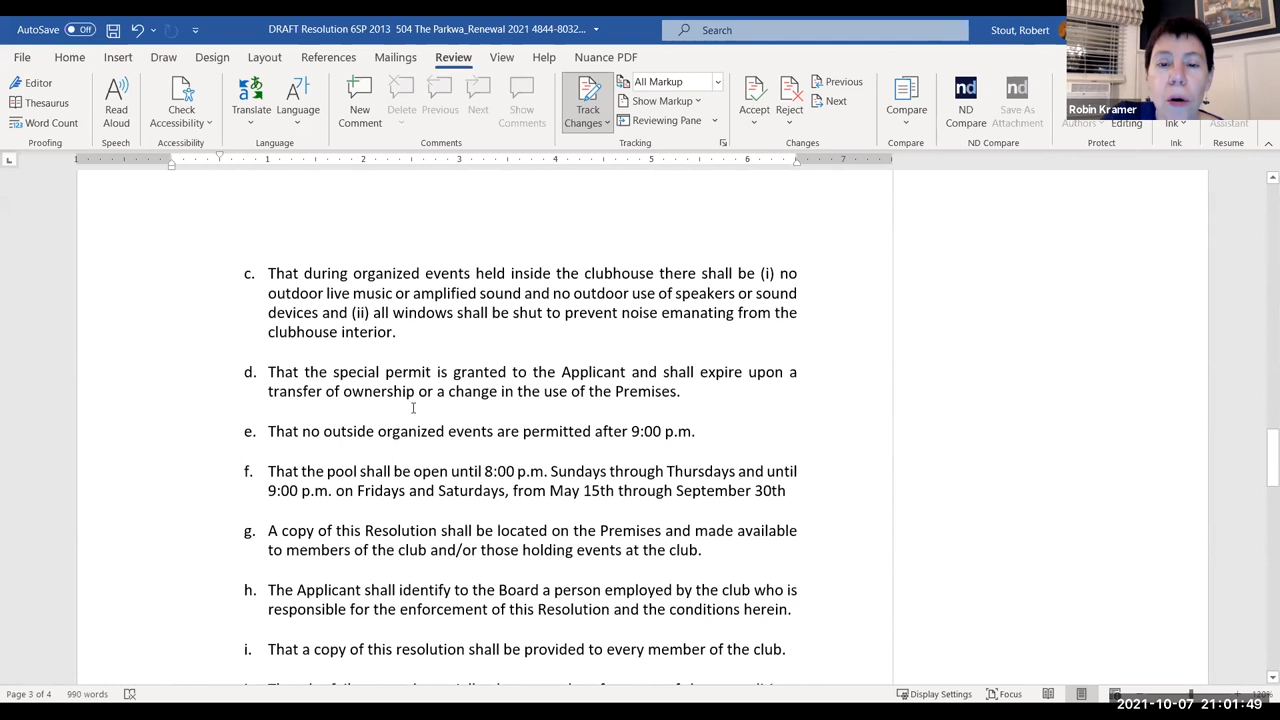 AutoSave Off DRAFT Resolution 6SP 2013 504 The Parkwa_Renewal 2021 4844-8032... Search Stout, Robert
File Home Insert Draw Design Layout References Mailings Review View Help Nuance PDF
Editor
Thesaurus
Word Count
Proofing
Read Aloud
Speech
Check Accessibility
Accessibility
Translate Language
Language
New Comment Delete Previous Next Show Comments
Comments
Track Changes
All Markup
Show Markup
Reviewing Pane
Tracking
Accept Reject
Previous
Next
Changes
Compare
Compare
ND Compare Save As Attachment
ND Compare
Authors Editing
Protect
Ink
Ink
Assistant
Resume
Robin Kramer
1 1 2 3 4 5 6 7
c. That during organized events held inside the clubhouse there shall be (i) no
outdoor live music or amplified sound and no outdoor use of speakers or sound
devices and (ii) all windows shall be shut to prevent noise emanating from the
clubhouse interior.
d. That the special permit is granted to the Applicant and shall expire upon a
transfer of ownership or a change in the use of the Premises.
e. That no outside organized events are permitted after 9:00 p.m.
f. That the pool shall be open until 8:00 p.m. Sundays through Thursdays and until
9:00 p.m. on Fridays and Saturdays, from May 15th through September 30th
g. A copy of this Resolution shall be located on the Premises and made available
to members of the club and/or those holding events at the club.
h. The Applicant shall identify to the Board a person employed by the club who is
responsible for the enforcement of this Resolution and the conditions herein.
i. That a copy of this resolution shall be provided to every member of the club.
Page 3 of 4 990 words Display Settings Focus 120%
2021-10-07 21:01:49